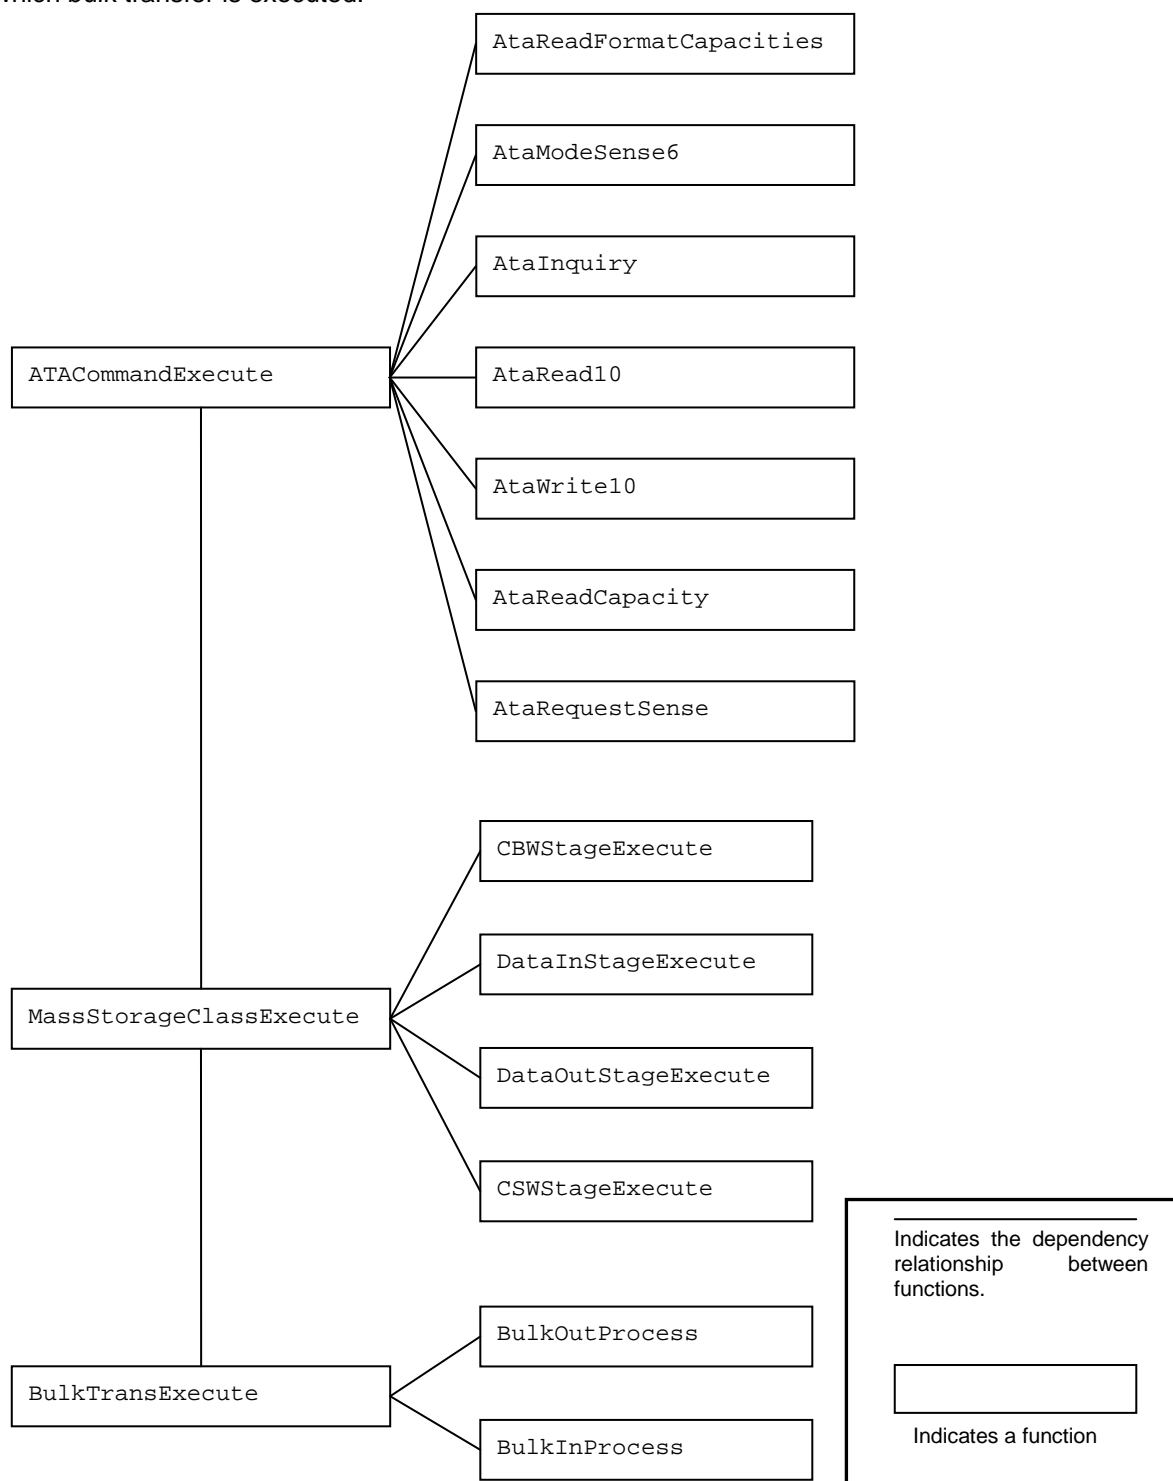 which bulk transfer is executed.
AtaReadFormatCapacities
AtaModeSense6
AtaInquiry
ATACommandExecute
AtaRead10
AtaWrite10
AtaReadCapacity
AtaRequestSense
CBWStageExecute
DataInStageExecute
MassStorageClassExecute
DataOutStageExecute
CSWStageExecute
Indicates the dependency
relationship between
functions.
BulkOutProcess
BulkTransExecute
Indicates a function
BulkInProcess